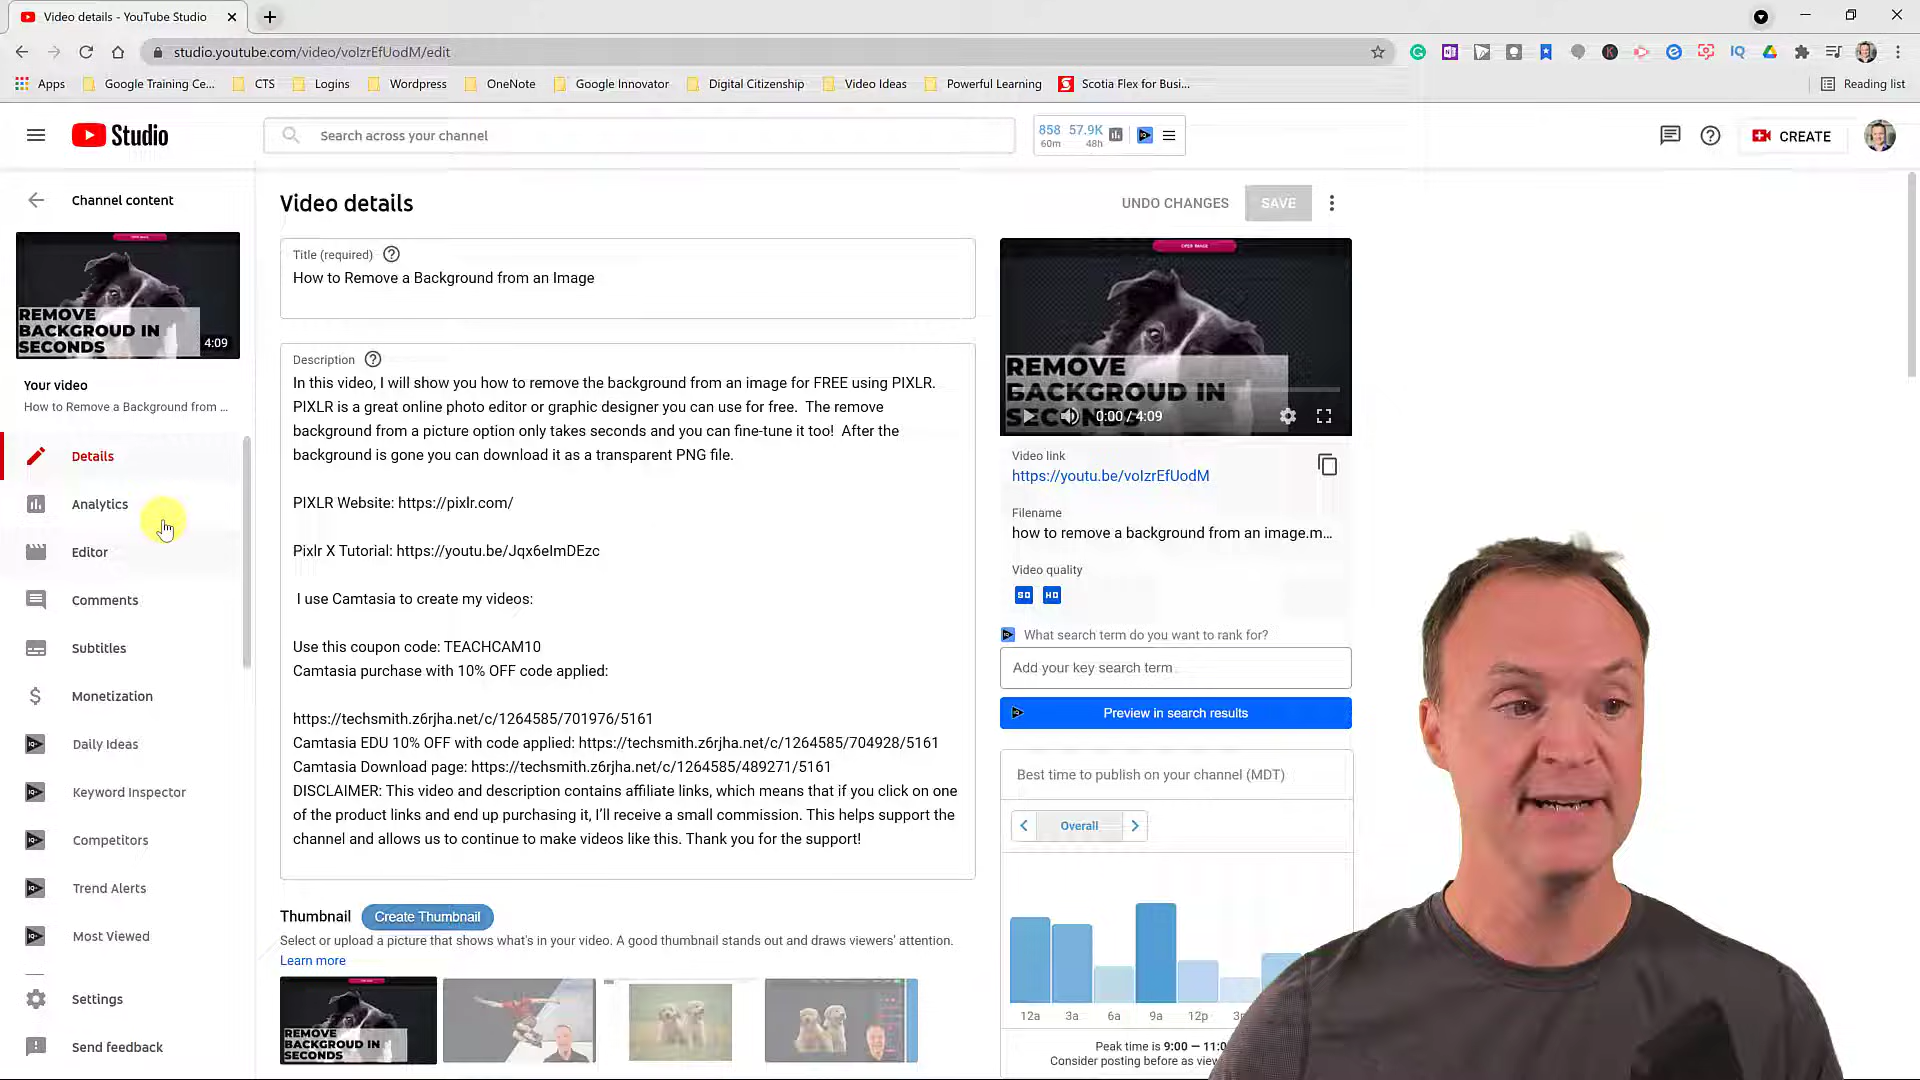 Video details - YouTube Studio
studio.youtube.com/video/voIzrEfUodM/edit
Apps
Google Training Ce...
CTS
Logins
Wordpress
OneNote
Google Innovator
Digital Citizenship
Video Ideas
Powerful Learning
Scotia Flex for Busi...
Reading list
Studio
Search across your channel
858 57.9K
60m 48h
CREATE
Channel content
REMOVE
BACKGROUD IN
SECONDS
4:09
Your video
How to Remove a Background from ...
Details
Analytics
Editor
Comments
Subtitles
Monetization
Daily Ideas
Keyword Inspector
Competitors
Trend Alerts
Most Viewed
Settings
Send feedback
Video details
UNDO CHANGES
SAVE
Title (required)
How to Remove a Background from an Image
Description
In this video, I will show you how to remove the background from an image for FREE using PIXLR.
PIXLR is a great online photo editor or graphic designer you can use for free.  The remove
background from a picture option only takes seconds and you can fine-tune it too!  After the
background is gone you can download it as a transparent PNG file.
PIXLR Website: https://pixlr.com/
Pixlr X Tutorial: https://youtu.be/Jqx6eImDEzc
I use Camtasia to create my videos:
Use this coupon code: TEACHCAM10
Camtasia purchase with 10% OFF code applied:
https://techsmith.z6rjha.net/c/1264585/701976/5161
Camtasia EDU 10% OFF with code applied: https://techsmith.z6rjha.net/c/1264585/704928/5161
Camtasia Download page: https://techsmith.z6rjha.net/c/1264585/489271/5161
DISCLAIMER: This video and description contains affiliate links, which means that if you click on one
of the product links and end up purchasing it, I'll receive a small commission. This helps support the
channel and allows us to continue to make videos like this. Thank you for the support!
Thumbnail
Create Thumbnail
Select or upload a picture that shows what's in your video. A good thumbnail stands out and draws viewers' attention.
Learn more
REMOVE
BACKGROUD IN
SECONDS
OPEN IMAGE
REMOVE
BACKGROUD IN
SECONDS
0:00 / 4:09
Video link
https://youtu.be/voIzrEfUodM
Filename
how to remove a background from an image.m...
Video quality
SD HD
What search term do you want to rank for?
Add your key search term
Preview in search results
Best time to publish on your channel (MDT)
Overall
12a 3a 6a 9a 12p
Peak time is 9:00 —
Consider posting before as